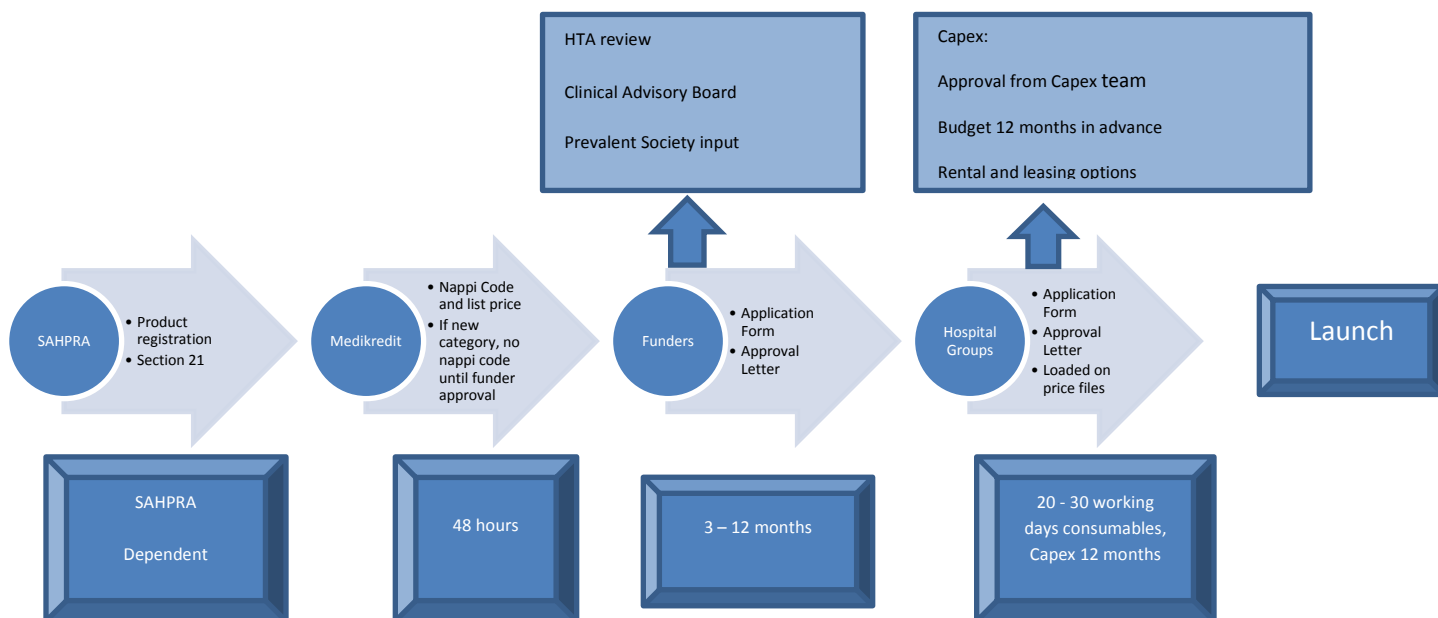 HTA review
Clinical Advisory Board
Prevalent Society input
Capex:
Approval from Capex team
Budget 12 months in advance
Rental and leasing options
SAHPRA
• Product
registration
• Section 21
Medikredit
• Nappi Code
and list price
• If new
category, no
nappi code
until funder
approval
Funders
• Application
Form
• Approval
Letter
Hospital
Groups
• Application
Form
• Approval
Letter
• Loaded on
price files
Launch
SAHPRA
Dependent
48 hours
3 – 12 months
20 - 30 working
days consumables,
Capex 12 months